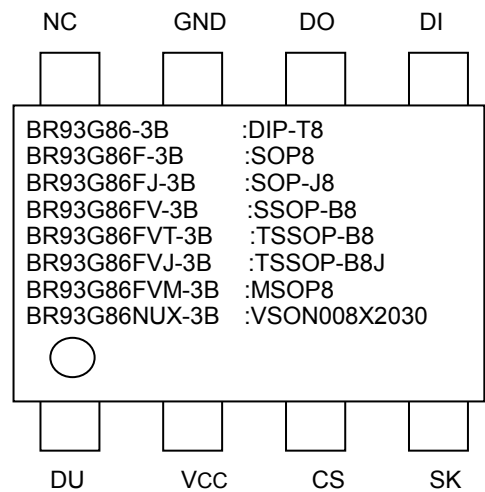 NC GND DO DI
BR93G86-3B :DIP-T8
BR93G86F-3B :SOP8
BR93G86FJ-3B :SOP-J8
BR93G86FV-3B :SSOP-B8
BR93G86FVT-3B :TSSOP-B8
BR93G86FVJ-3B :TSSOP-B8J
BR93G86FVM-3B :MSOP8
BR93G86NUX-3B :VSON008X2030
DU VCC CS SK